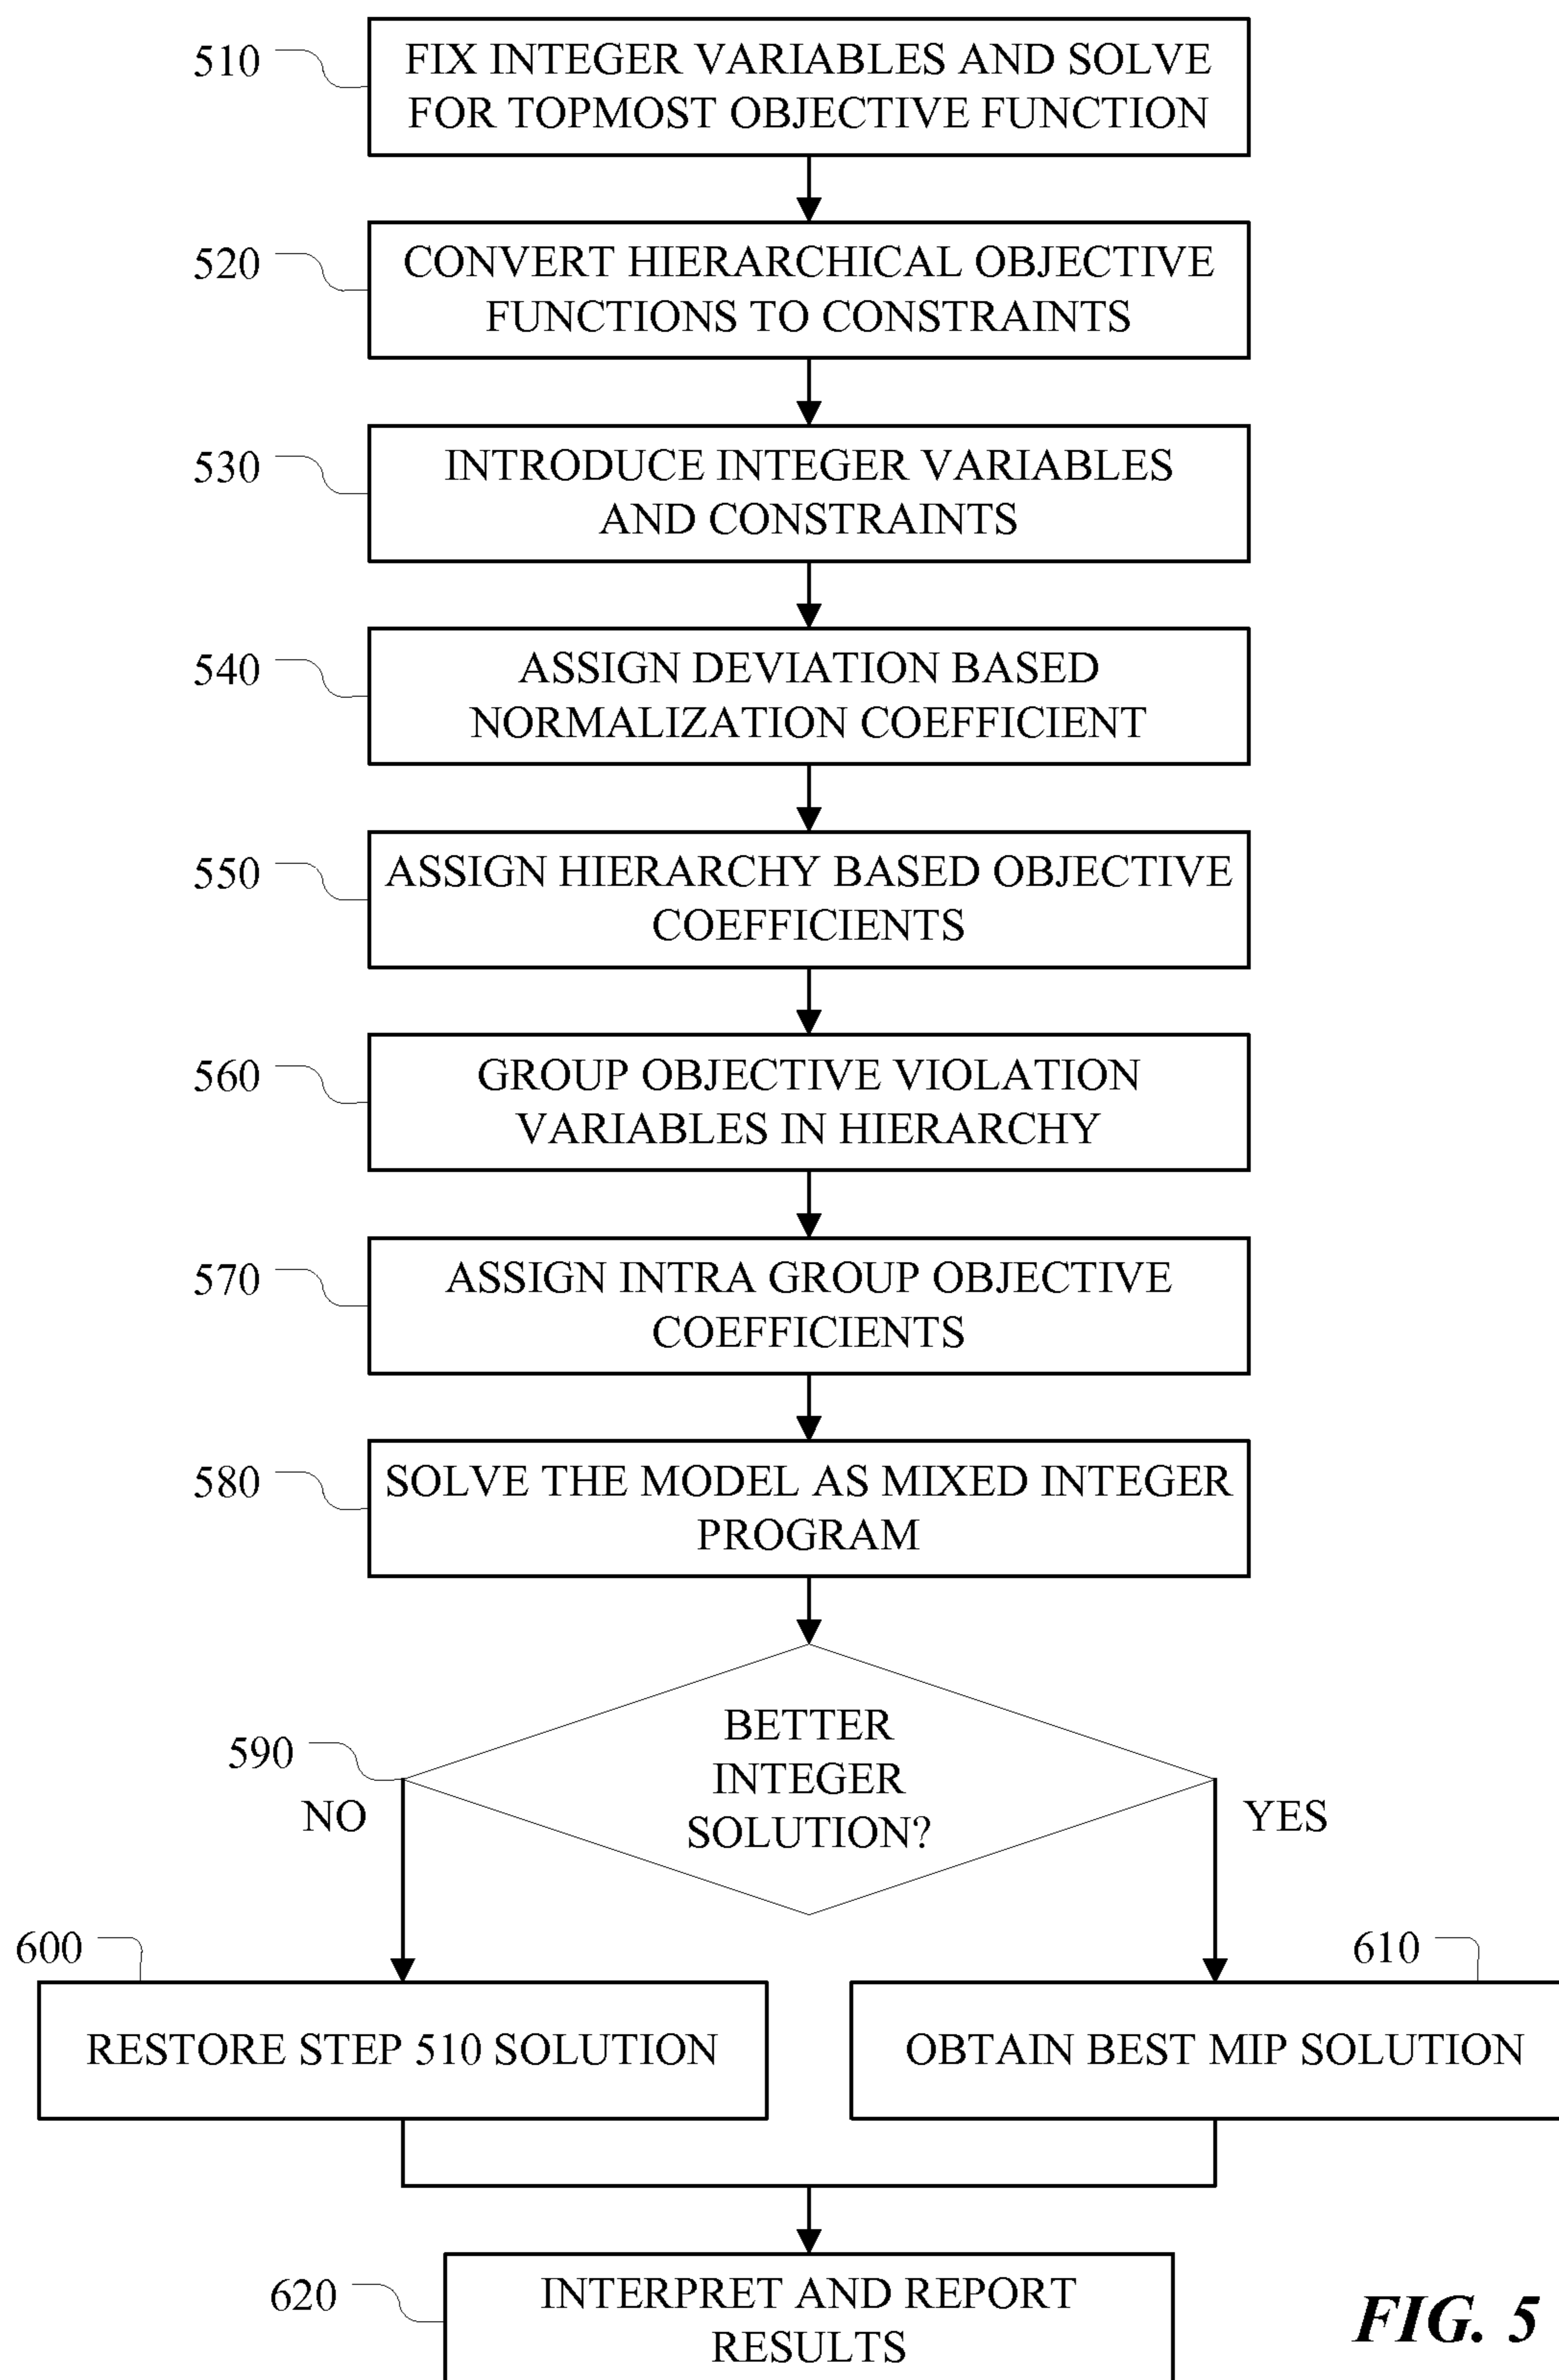 510
FIX INTEGER VARIABLES AND SOLVE
FOR TOPMOST OBJECTIVE FUNCTION
520
CONVERT HIERARCHICAL OBJECTIVE
FUNCTIONS TO CONSTRAINTS
530
INTRODUCE INTEGER VARIABLES
AND CONSTRAINTS
540
ASSIGN DEVIATION BASED
NORMALIZATION COEFFICIENT
550
ASSIGN HIERARCHY BASED OBJECTIVE
COEFFICIENTS
560
GROUP OBJECTIVE VIOLATION
VARIABLES IN HIERARCHY
570
ASSIGN INTRA GROUP OBJECTIVE
COEFFICIENTS
580
SOLVE THE MODEL AS MIXED INTEGER
PROGRAM
590
BETTER
INTEGER
SOLUTION?
NO
YES
600
RESTORE STEP 510 SOLUTION
610
OBTAIN BEST MIP SOLUTION
620
INTERPRET AND REPORT
RESULTS
FIG. 5